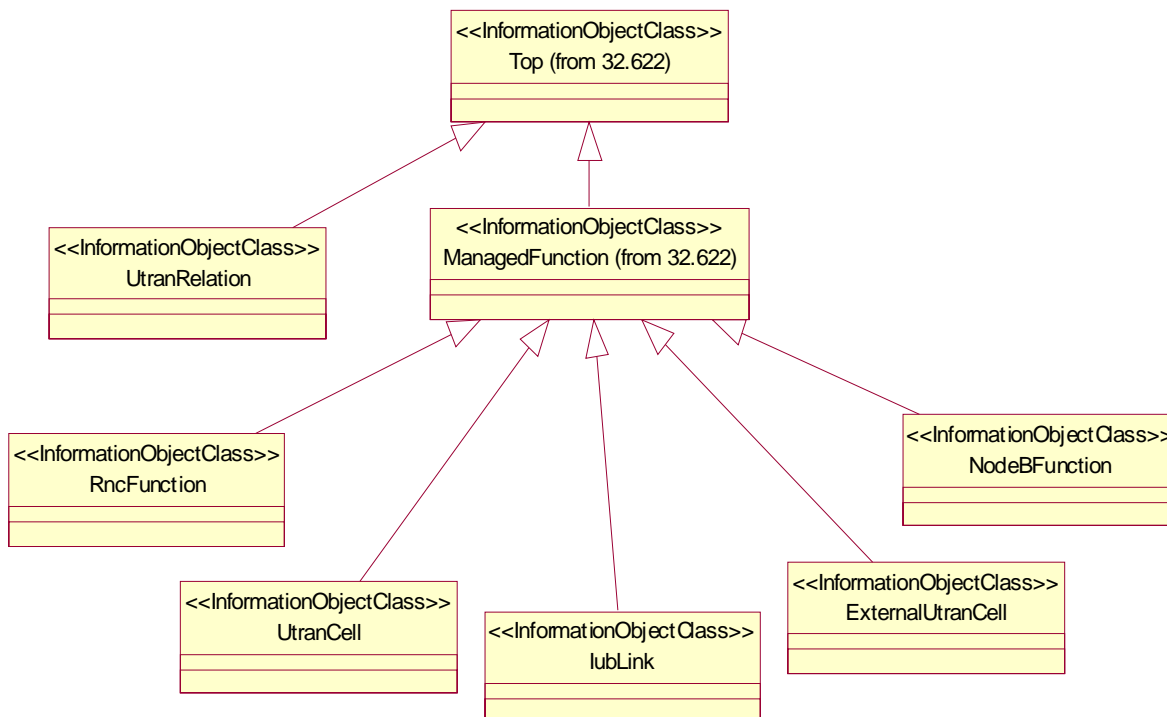 <<InformationObjectClass>>
Top (from 32.622)
<<InformationObjectClass>>
ManagedFunction (from 32.622)
<<InformationObjectClass>>
UtranRelation
<<InformationObjectClass>>
RncFunction
<<InformationObjectClass>>
NodeBFunction
<<InformationObjectClass>>
UtranCell
<<InformationObjectClass>>
IubLink
<<InformationObjectClass>>
ExternalUtranCell